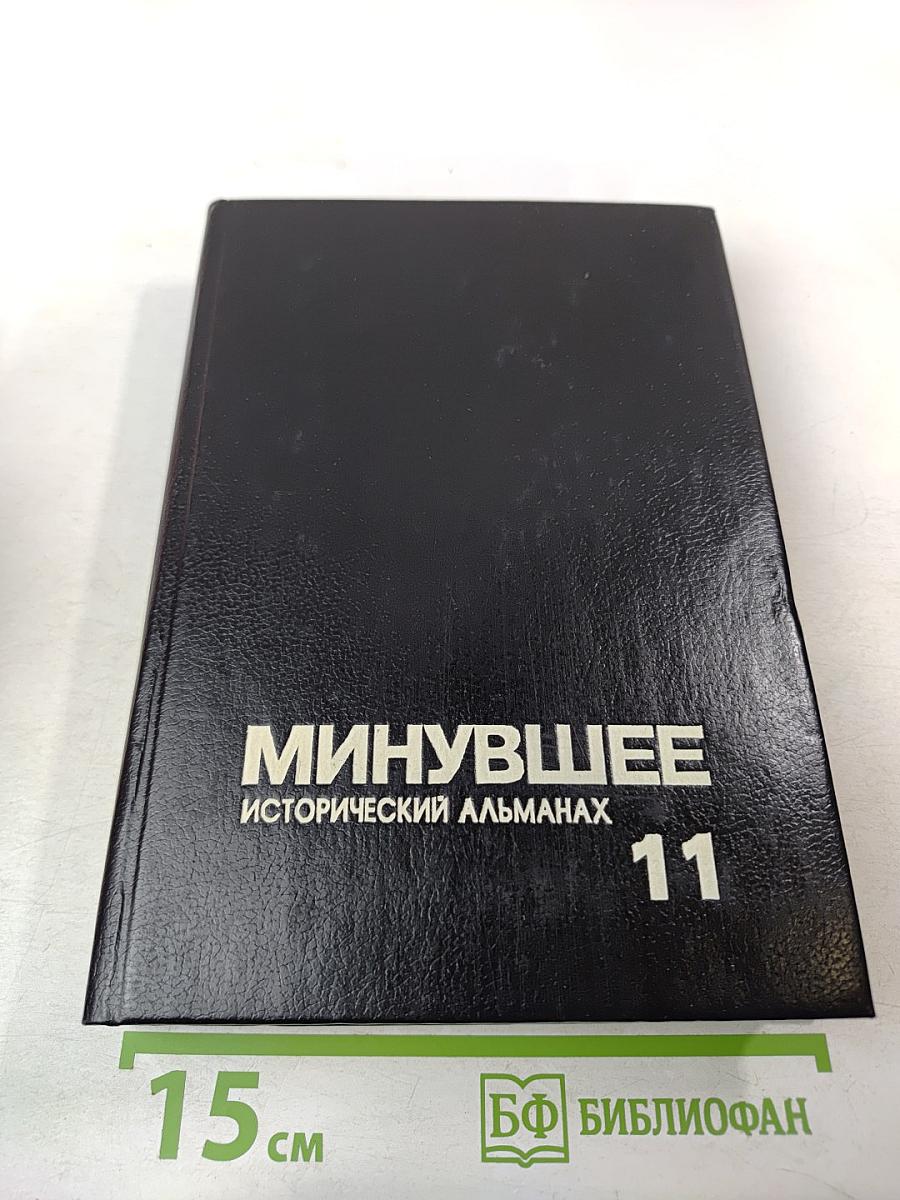 МИНУВШЕЕ
ИСТОРИЧЕСКИЙ АЛЬМАНАХ
11
15 см
БФ БИБЛИОФАН